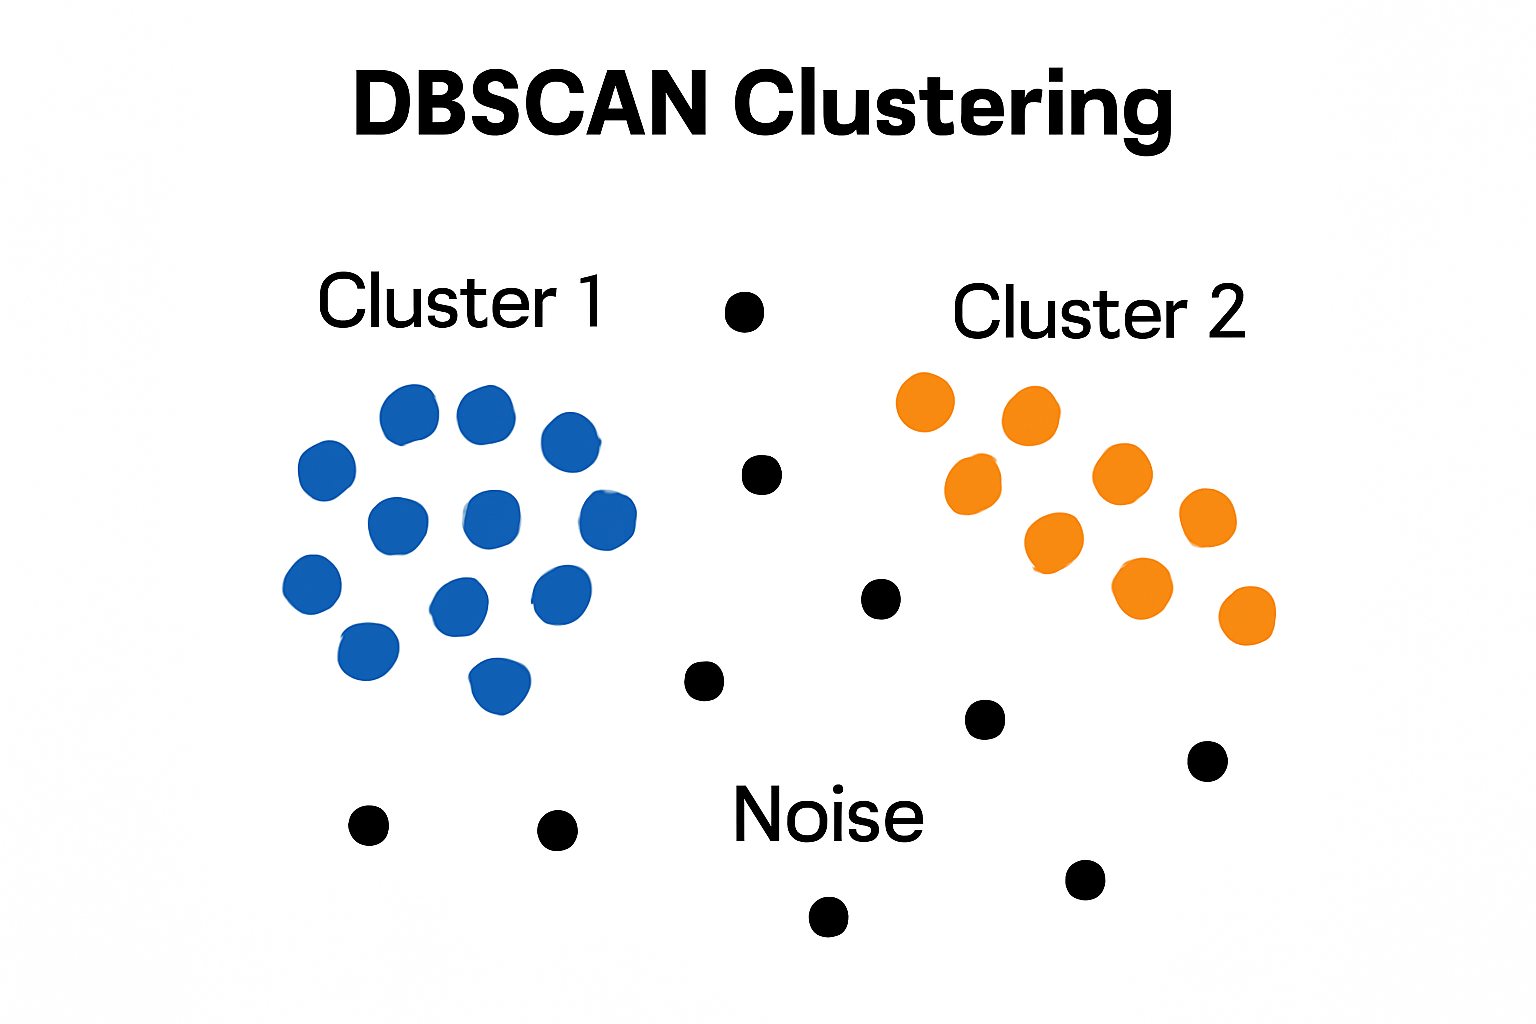 DBSCAN Clustering
Cluster 1
Cluster 2
Noise